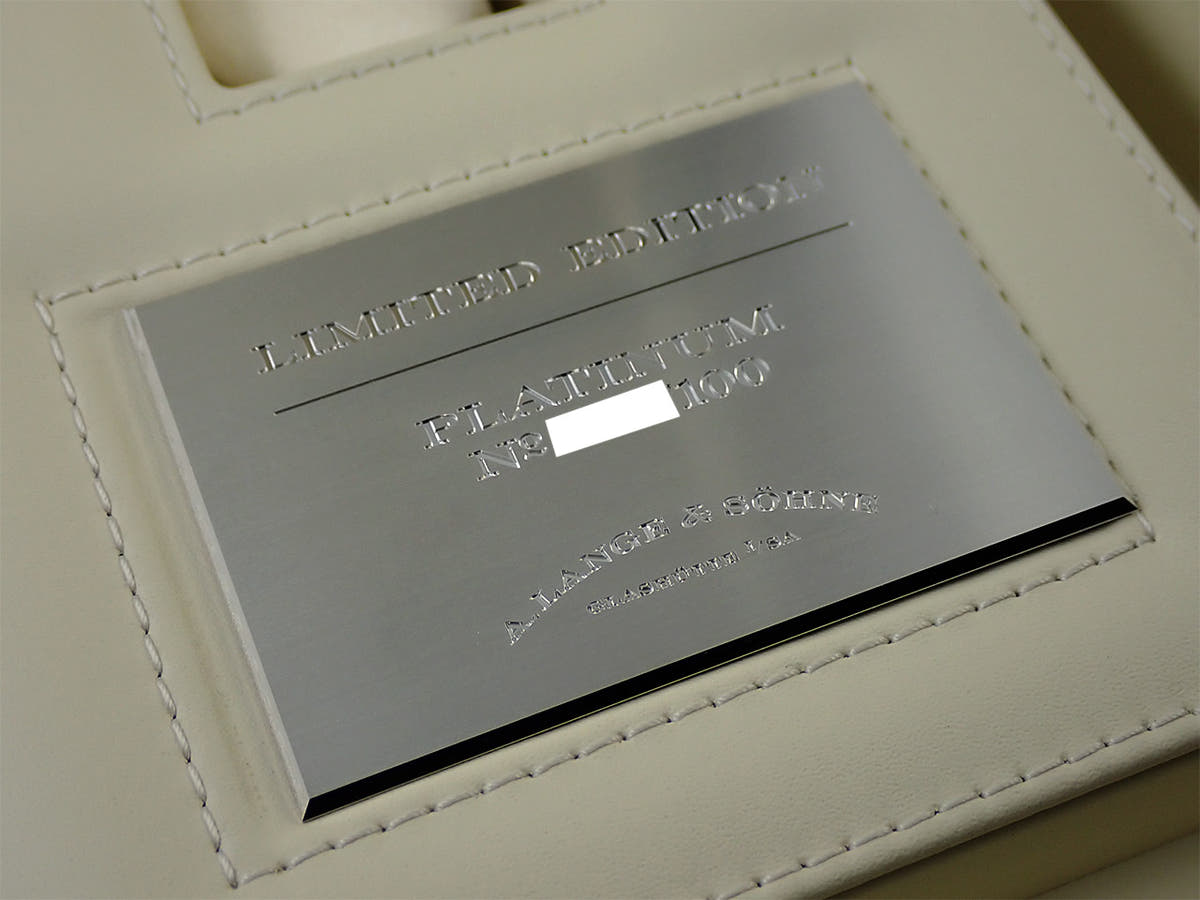 LIMITED EDITION
PLATINUM
Nº /100
A. LANGE & SÖHNE
GLASHÜTTE I/SA